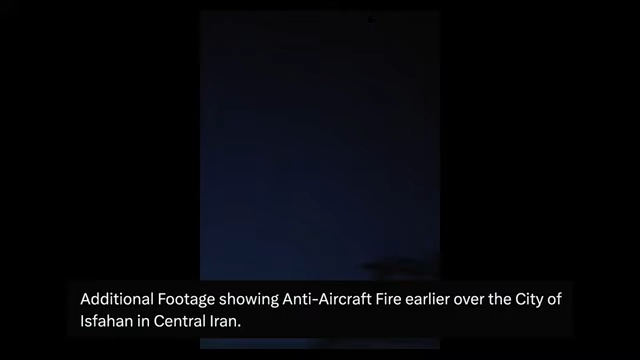 Additional Footage showing Anti-Aircraft Fire earlier over the City of
Isfahan in Central Iran.